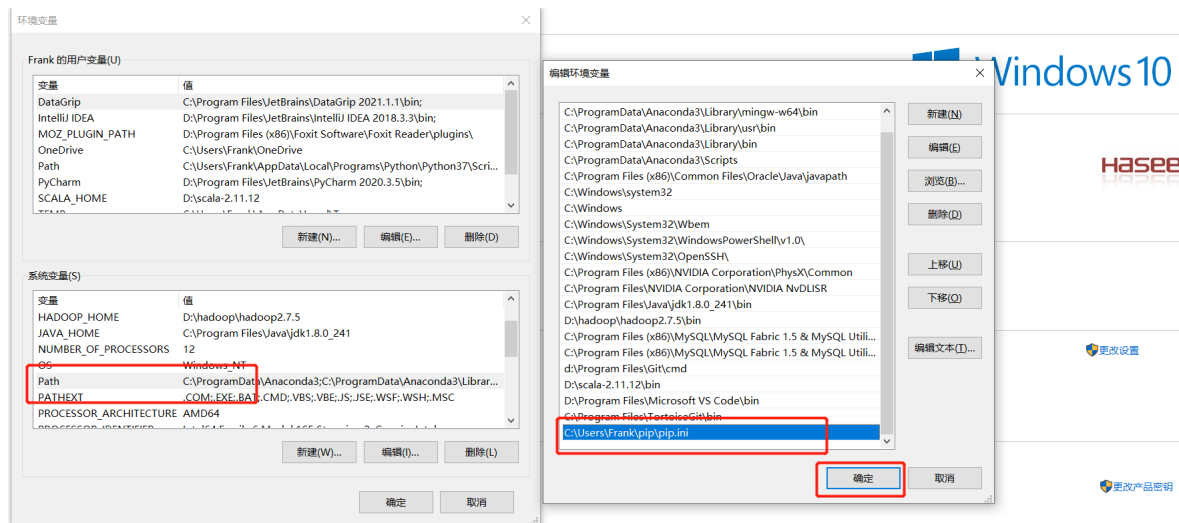 环境变量
Frank 的用户变量(U)
变量 值
DataGrip C:\Program Files\JetBrains\DataGrip 2021.1.1\bin;
IntelliJ IDEA D:\Program Files\JetBrains\IntelliJ IDEA 2018.3.3\bin;
MOZ_PLUGIN_PATH D:\Program Files (x86)\Foxit Software\Foxit Reader\plugins\
OneDrive C:\Users\Frank\OneDrive
Path C:\Users\Frank\AppData\Local\Programs\Python\Python37\Scri...
PyCharm D:\Program Files\JetBrains\PyCharm 2020.3.5\bin;
SCALA_HOME D:\scala-2.11.12
新建(N)... 编辑(E)... 删除(D)
系统变量(S)
变量 值
HADOOP_HOME D:\hadoop\hadoop2.7.5
JAVA_HOME C:\Program Files\Java\jdk1.8.0_241
NUMBER_OF_PROCESSORS 12
OS Windows_NT
Path C:\ProgramData\Anaconda3;C:\ProgramData\Anaconda3\Librar...
PATHEXT .COM;.EXE;.BAT;.CMD;.VBS;.VBE;.JS;.JSE;.WSF;.WSH;.MSC
PROCESSOR_ARCHITECTURE AMD64
新建(W)... 编辑(I)... 删除(L)
确定 取消
编辑环境变量
C:\ProgramData\Anaconda3\Library\mingw-w64\bin
C:\ProgramData\Anaconda3\Library\usr\bin
C:\ProgramData\Anaconda3\Library\bin
C:\ProgramData\Anaconda3\Scripts
C:\Program Files (x86)\Common Files\Oracle\Java\javapath
C:\Windows\system32
C:\Windows
C:\Windows\System32\Wbem
C:\Windows\System32\WindowsPowerShell\v1.0\
C:\Windows\System32\OpenSSH\
C:\Program Files (x86)\NVIDIA Corporation\PhysX\Common
C:\Program Files\NVIDIA Corporation\NVIDIA NvDLISR
C:\Program Files\Java\jdk1.8.0_241\bin
D:\hadoop\hadoop2.7.5\bin
C:\Program Files (x86)\MySQL\MySQL Fabric 1.5 & MySQL Utili...
C:\Program Files (x86)\MySQL\MySQL Fabric 1.5 & MySQL Utili...
d:\Program Files\Git\cmd
D:\scala-2.11.12\bin
D:\Program Files\Microsoft VS Code\bin
C:\Program Files\TortoiseGit\bin
C:\Users\Frank\pip\pip.ini
新建(N)
编辑(E)
浏览(B)...
删除(D)
上移(U)
下移(O)
编辑文本(T)...
确定 取消
Windows 10
Hasee
更改设置
更改产品密钥